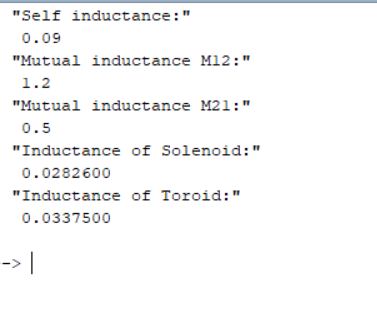 "Self inductance:"
0.09
"Mutual inductance M12:"
1.2
"Mutual inductance M21:"
0.5
"Inductance of Solenoid:"
0.0282600
"Inductance of Toroid:"
0.0337500
-->